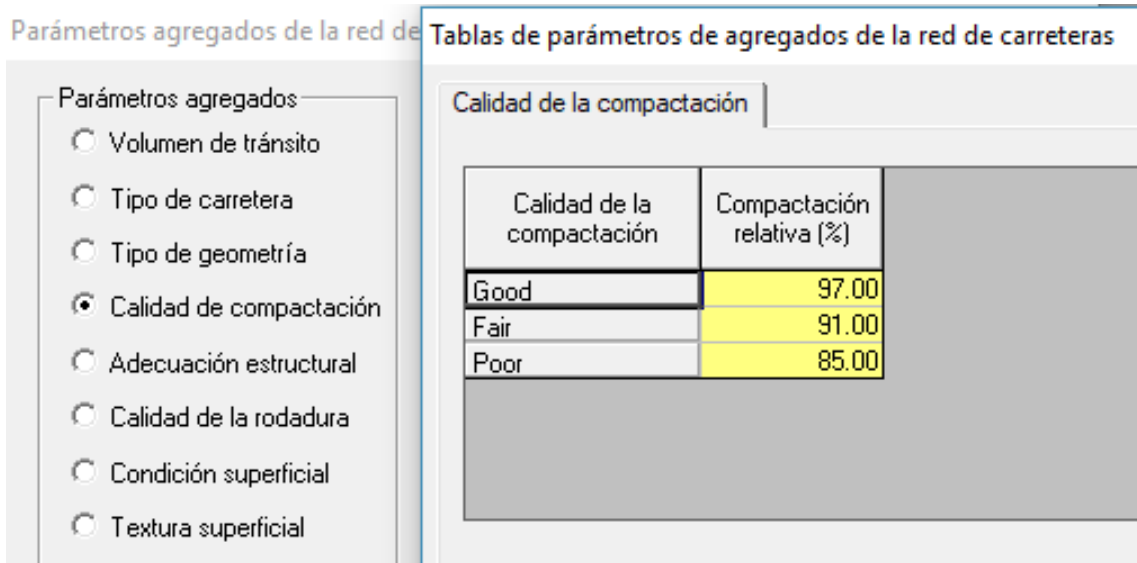 Parámetros agregados de la red de
Parámetros agregados
Volumen de tránsito
Tipo de carretera
Tipo de geometría
Calidad de compactación
Adecuación estructural
Calidad de la rodadura
Condición superficial
Textura superficial
Tablas de parámetros de agregados de la red de carreteras
Calidad de la compactación
Calidad de la
compactación
Compactación
relativa (%)
Good 97.00
Fair 91.00
Poor 85.00